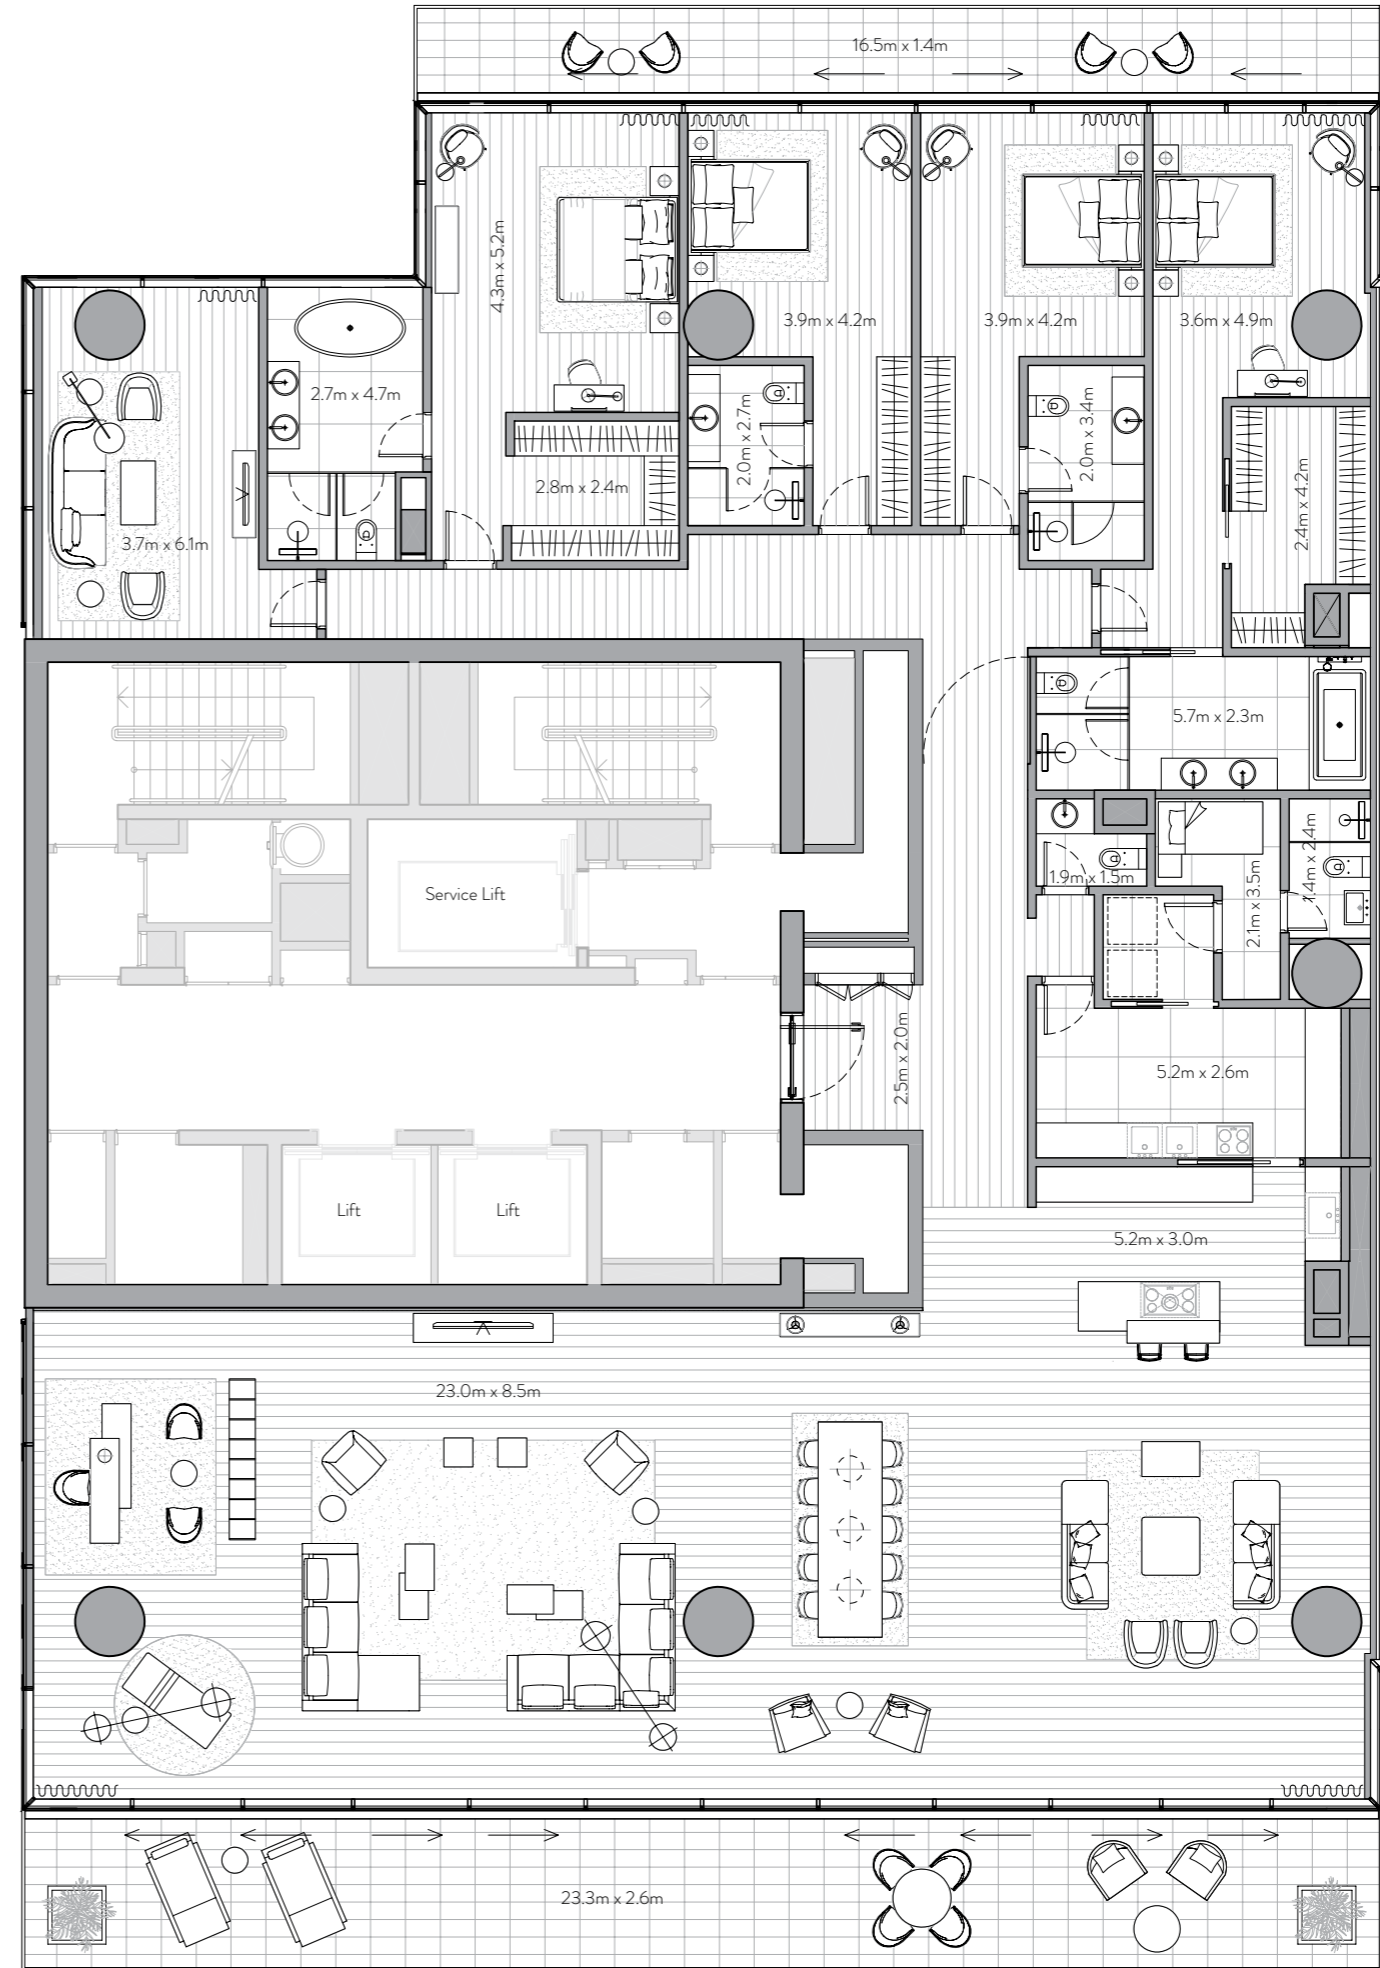 16.5m x 1.4m
4.3m x 5.2m
3.9m x 4.2m
3.9m x 4.2m
3.6m x 4.9m
2.7m x 4.7m
2.0m x 2.7m
2.0m x 3.4m
2.8m x 2.4m
2.4m x 4.2m
3.7m x 6.1m
5.7m x 2.3m
1.4m x 2.4m
1.9m x 1.5m
Service Lift
2.1m x 3.5m
2.5m x 2.0m
5.2m x 2.6m
Lift
Lift
5.2m x 3.0m
23.0m x 8.5m
23.3m x 2.6m